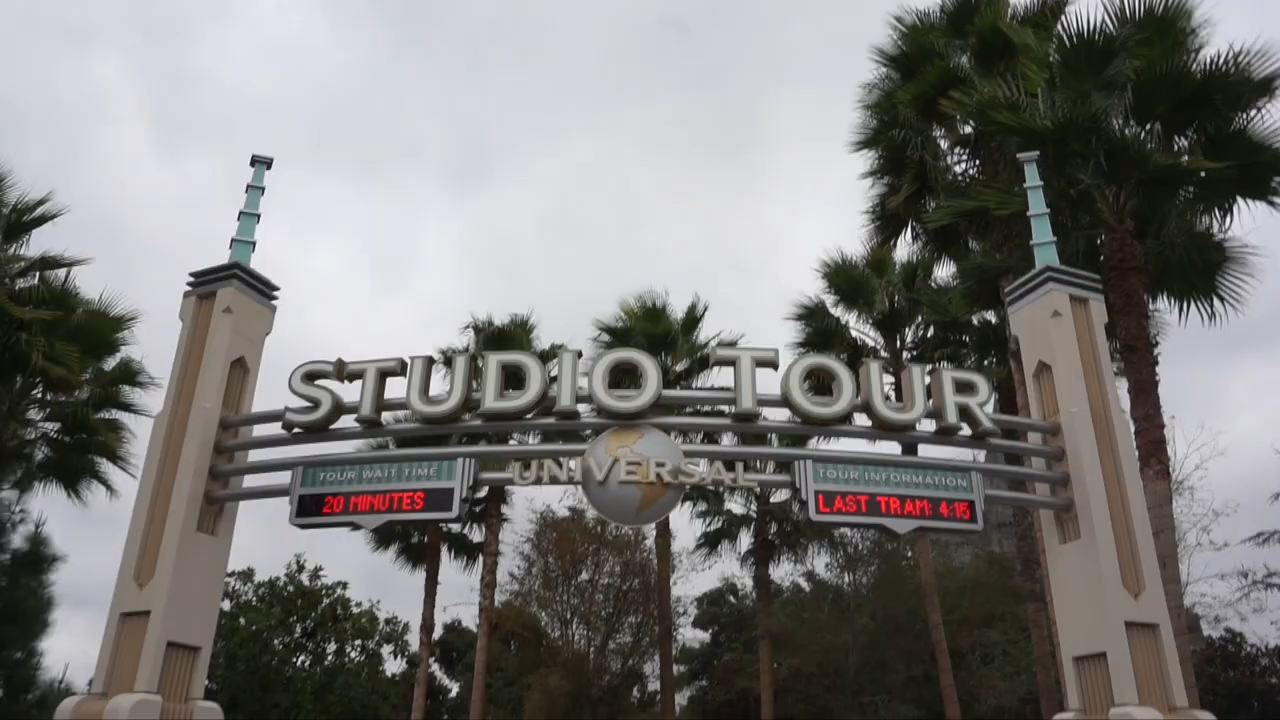 STUDIO TOUR
UNIVERSAL
TOUR WAIT TIME
20 MINUTES
TOUR INFORMATION
LAST TRAM: 4:15